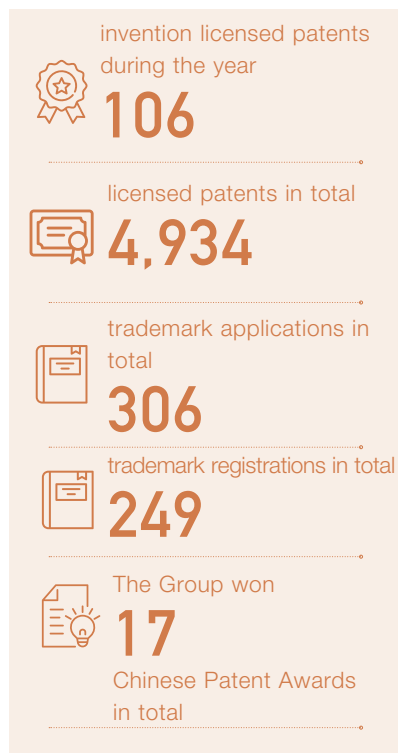 invention licensed patents
during the year
106
licensed patents in total
4,934
trademark applications in
total
306
trademark registrations in total
249
The Group won
17
Chinese Patent Awards
in total